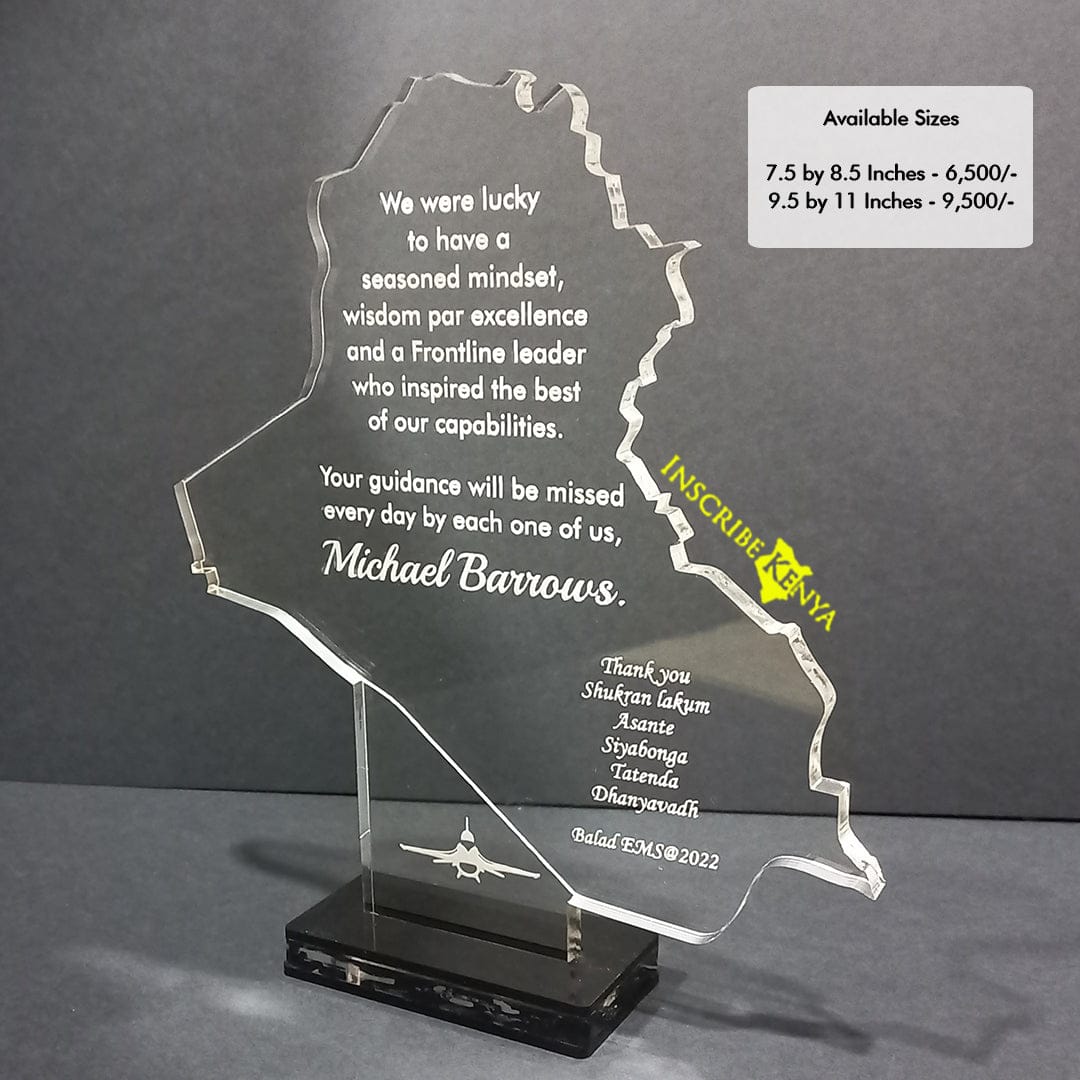 Available Sizes
7.5 by 8.5 Inches - 6,500/-
9.5 by 11 Inches - 9,500/-
We were lucky
to have a
seasoned mindset,
wisdom par excellence
and a Frontline leader
who inspired the best
of our capabilities.
Your guidance will be missed
every day by each one of us,
Michael Barrows.
INSCRIBE KENYA
Thank you
Shukran lakum
Asante
Siyabonga
Tatenda
Dhanyavadh
Balad EMS@2022